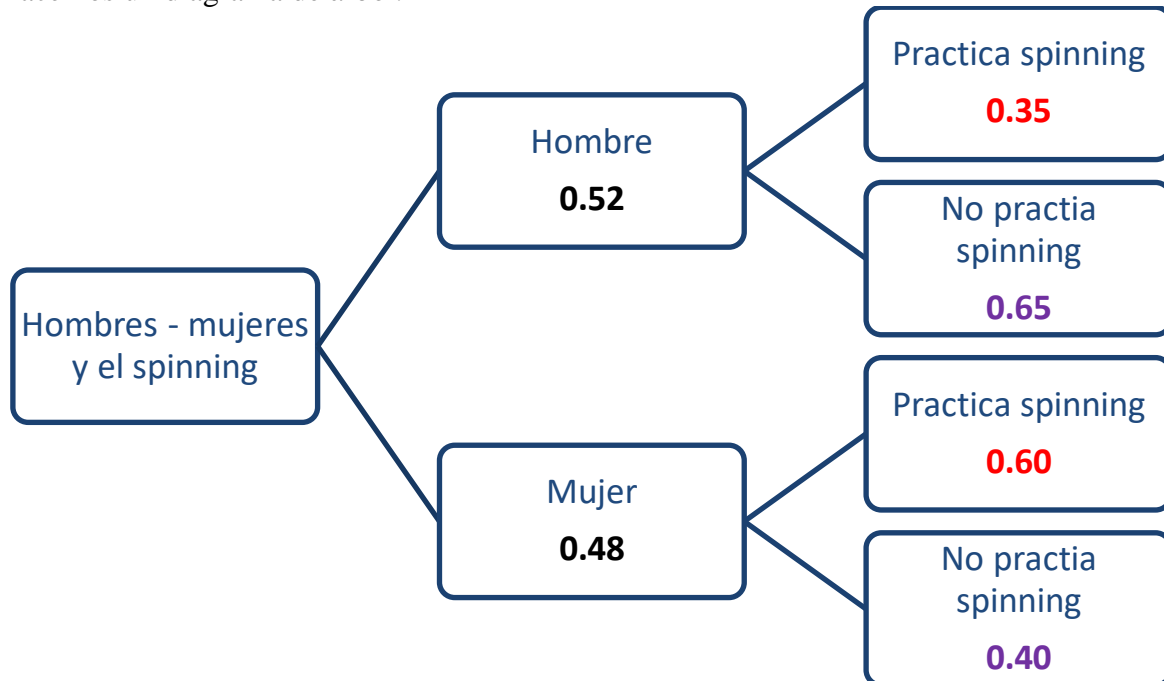 Practica spinning
0.35
Hombre
0.52
No practia
spinning
0.65
Hombres - mujeres
y el spinning
Practica spinning
0.60
Mujer
0.48
No practia
spinning
0.40